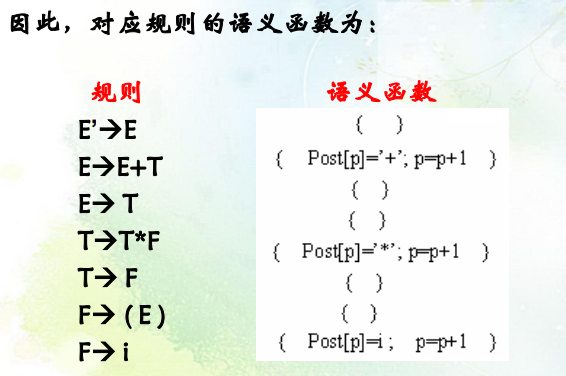 因此，对应规则的语义函数为：
规则 语义函数
E’→E { }
E→E+T { Post[p]=’+’; p=p+1 }
E→ T { }
T→T*F { }
T→ F { Post[p]=’*’; p=p+1 }
F→ ( E ) { }
F→ i { }
{ Post[p]=i ; p=p+1 }